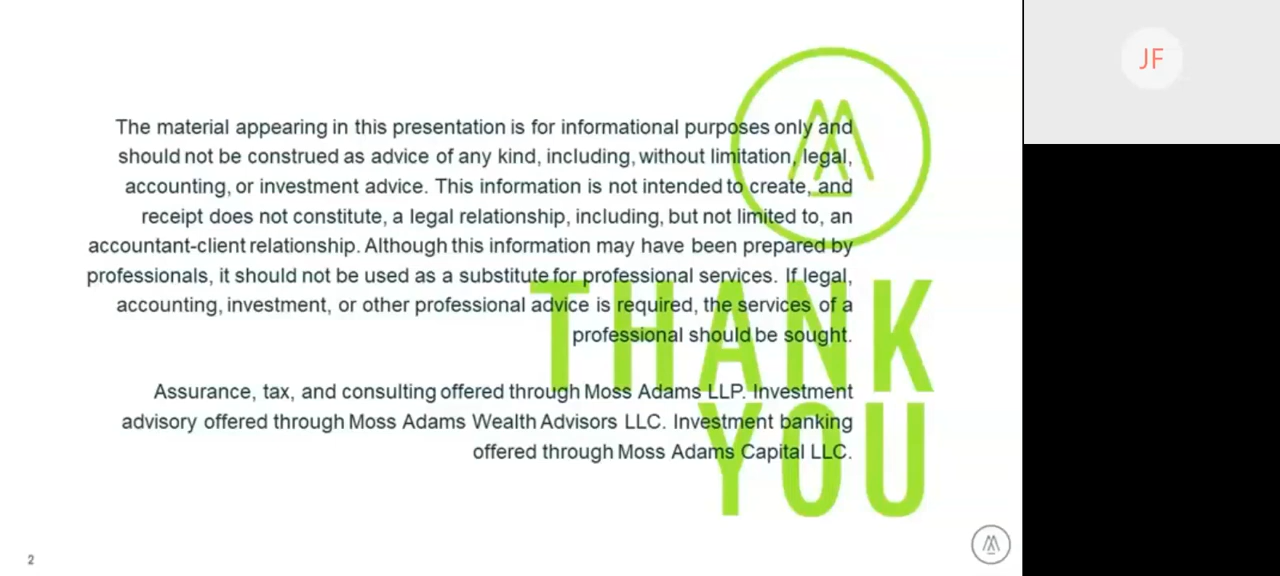 The material appearing in this presentation is for informational purposes only and
should not be construed as advice of any kind, including, without limitation, legal,
accounting, or investment advice. This information is not intended to create, and
receipt does not constitute, a legal relationship, including, but not limited to, an
accountant-client relationship. Although this information may have been prepared by
professionals, it should not be used as a substitute for professional services. If legal,
accounting, investment, or other professional advice is required, the services of a
professional should be sought.
Assurance, tax, and consulting offered through Moss Adams LLP. Investment
advisory offered through Moss Adams Wealth Advisors LLC. Investment banking
offered through Moss Adams Capital LLC.
THANK
YOU
2
JF